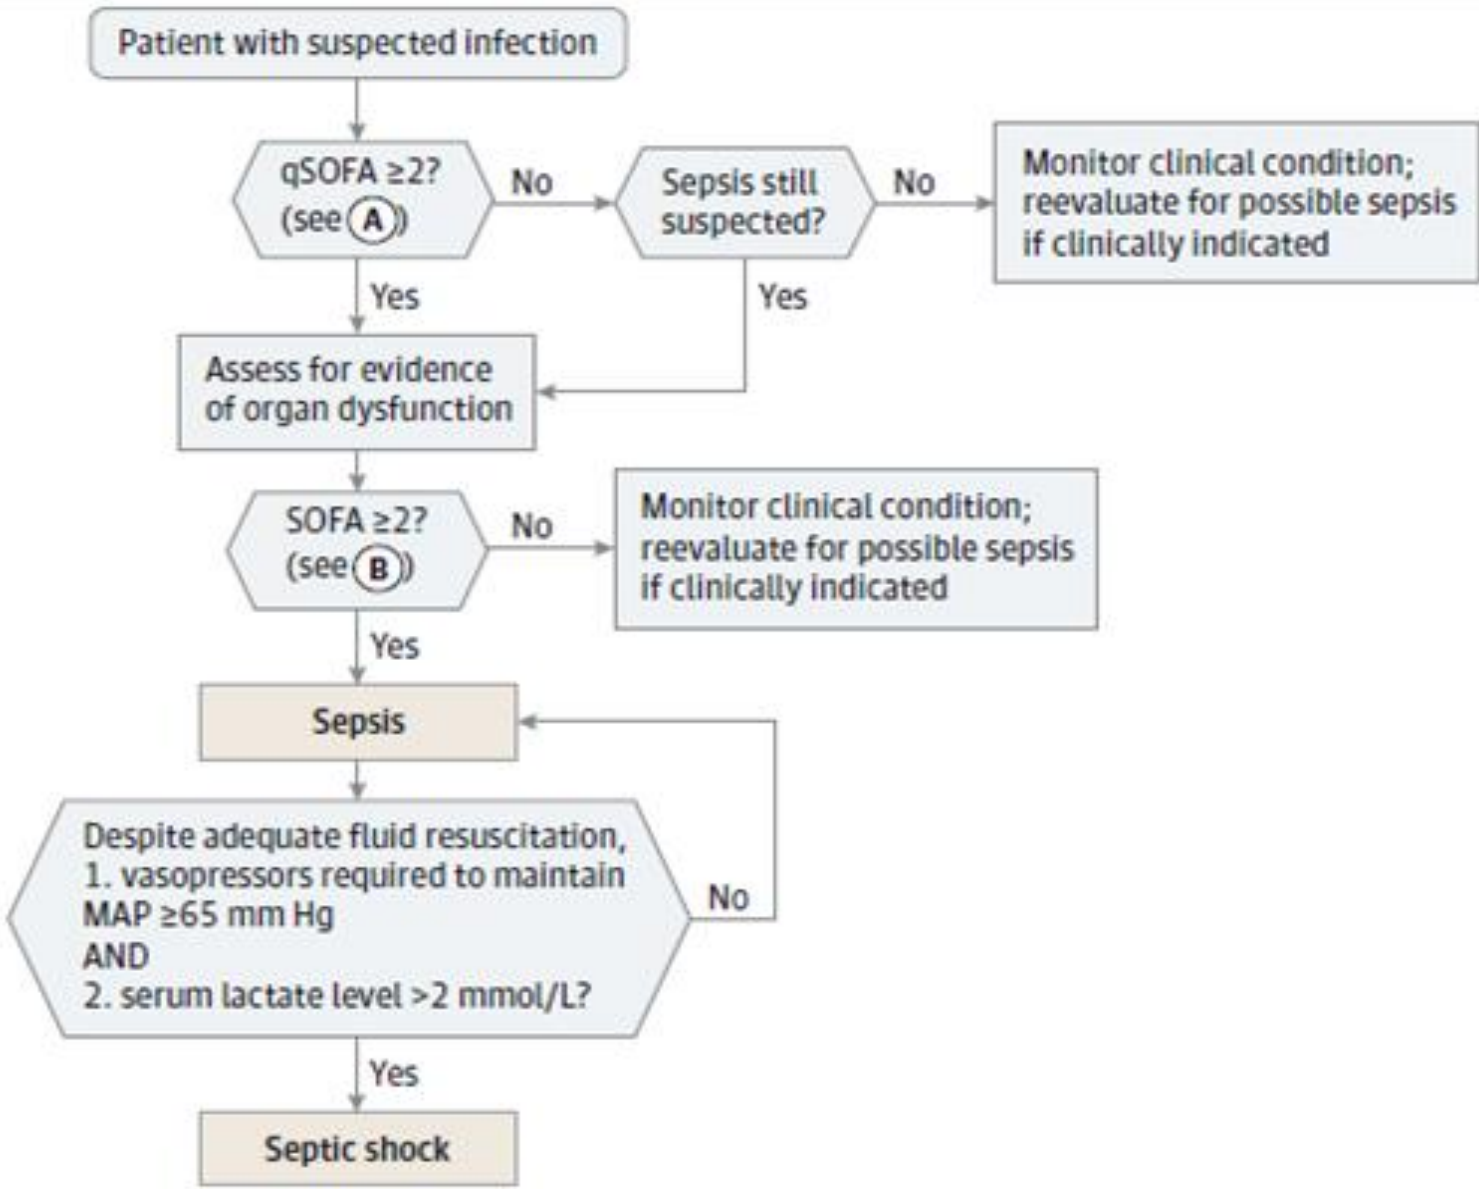 Patient with suspected infection
qSOFA ≥2?
(see A)
No
Sepsis still
suspected?
No
Monitor clinical condition;
reevaluate for possible sepsis
if clinically indicated
Yes
Yes
Assess for evidence
of organ dysfunction
SOFA ≥2?
(see B)
No
Monitor clinical condition;
reevaluate for possible sepsis
if clinically indicated
Yes
Sepsis
Despite adequate fluid resuscitation,
1. vasopressors required to maintain
MAP ≥65 mm Hg
AND
2. serum lactate level >2 mmol/L?
No
Yes
Septic shock